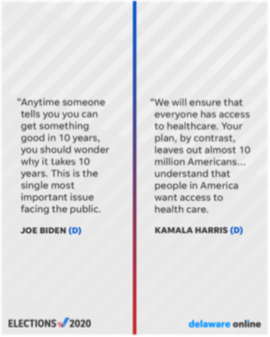 "Anytime someone
tells you you can
get something
good in 10 years,
you should wonder
why it takes 10
years. This is the
single most
important issue
facing the public.
JOE BIDEN (D)
"We will ensure that
everyone has access
to healthcare. Your
plan, by contrast,
leaves out almost 10
million Americans...
understand that
people in America
want access to
health care.
KAMALA HARRIS (D)
ELECTIONS 2020
delaware online